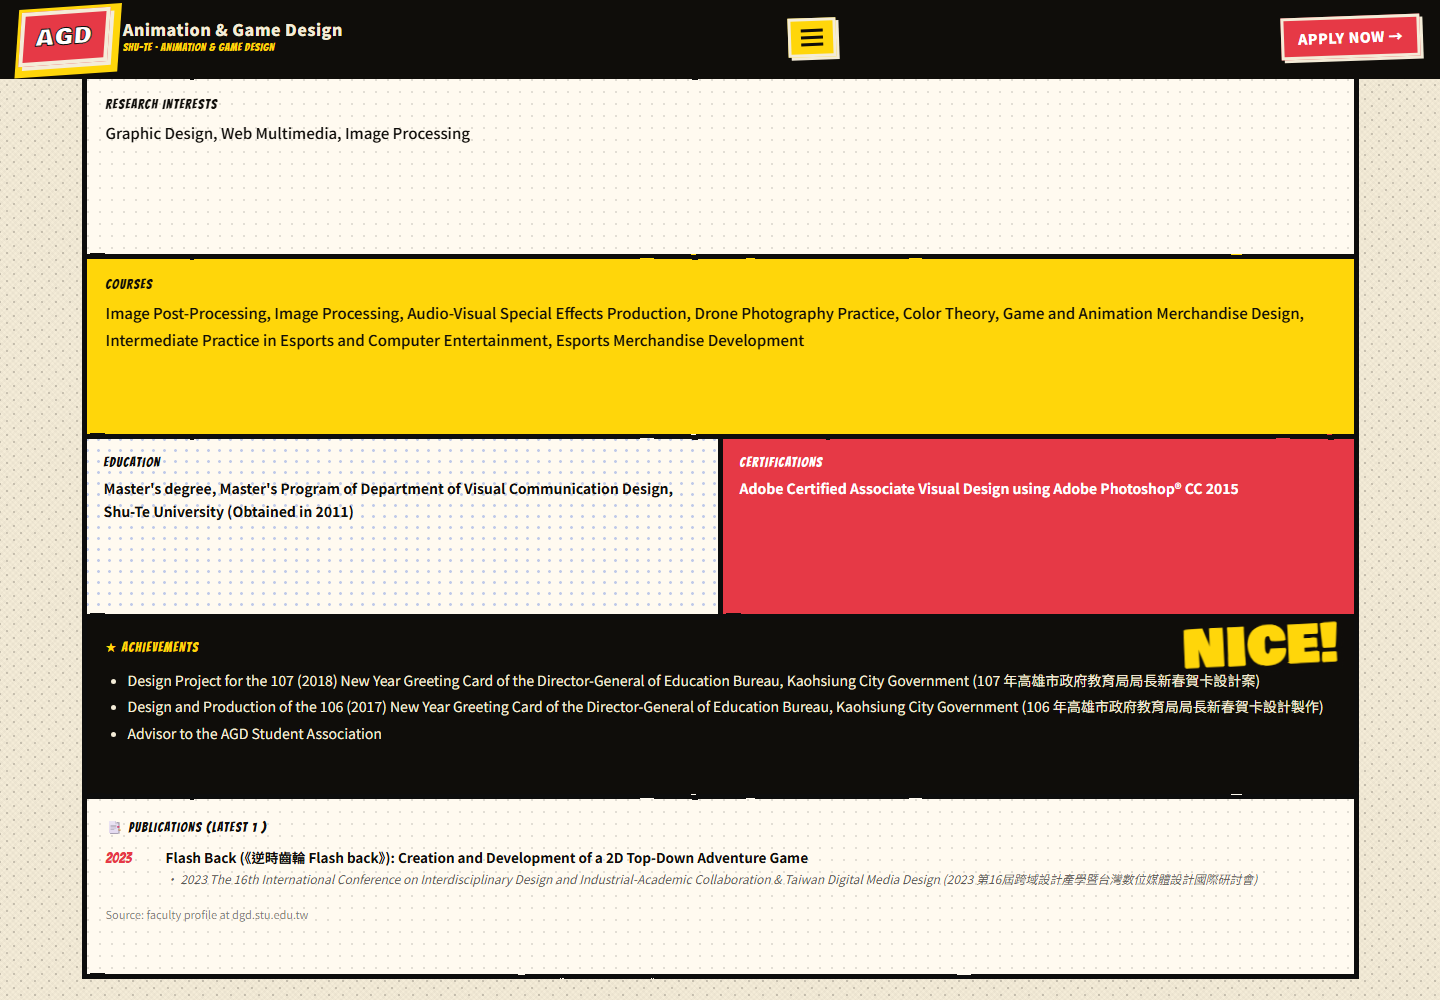 AGD
Animation & Game Design
SHU-TE · ANIMATION & GAME DESIGN
APPLY NOW →
RESEARCH INTERESTS
Graphic Design, Web Multimedia, Image Processing
COURSES
Image Post-Processing, Image Processing, Audio-Visual Special Effects Production, Drone Photography Practice, Color Theory, Game and Animation Merchandise Design,
Intermediate Practice in Esports and Computer Entertainment, Esports Merchandise Development
EDUCATION
Master's degree, Master's Program of Department of Visual Communication Design,
Shu-Te University (Obtained in 2011)
CERTIFICATIONS
Adobe Certified Associate Visual Design using Adobe Photoshop® CC 2015
★ ACHIEVEMENTS
NICE!
• Design Project for the 107 (2018) New Year Greeting Card of the Director-General of Education Bureau, Kaohsiung City Government (107 年高雄市政府教育局局長新春賀卡設計案)
• Design and Production of the 106 (2017) New Year Greeting Card of the Director-General of Education Bureau, Kaohsiung City Government (106 年高雄市政府教育局局長新春賀卡設計製作)
• Advisor to the AGD Student Association
PUBLICATIONS (LATEST 1 )
2023 Flash Back (《逆時齒輪 Flash back》): Creation and Development of a 2D Top-Down Adventure Game
· 2023 The 16th International Conference on Interdisciplinary Design and Industrial-Academic Collaboration & Taiwan Digital Media Design (2023 第16屆跨域設計產學暨台灣數位媒體設計國際研討會)
Source: faculty profile at dgd.stu.edu.tw